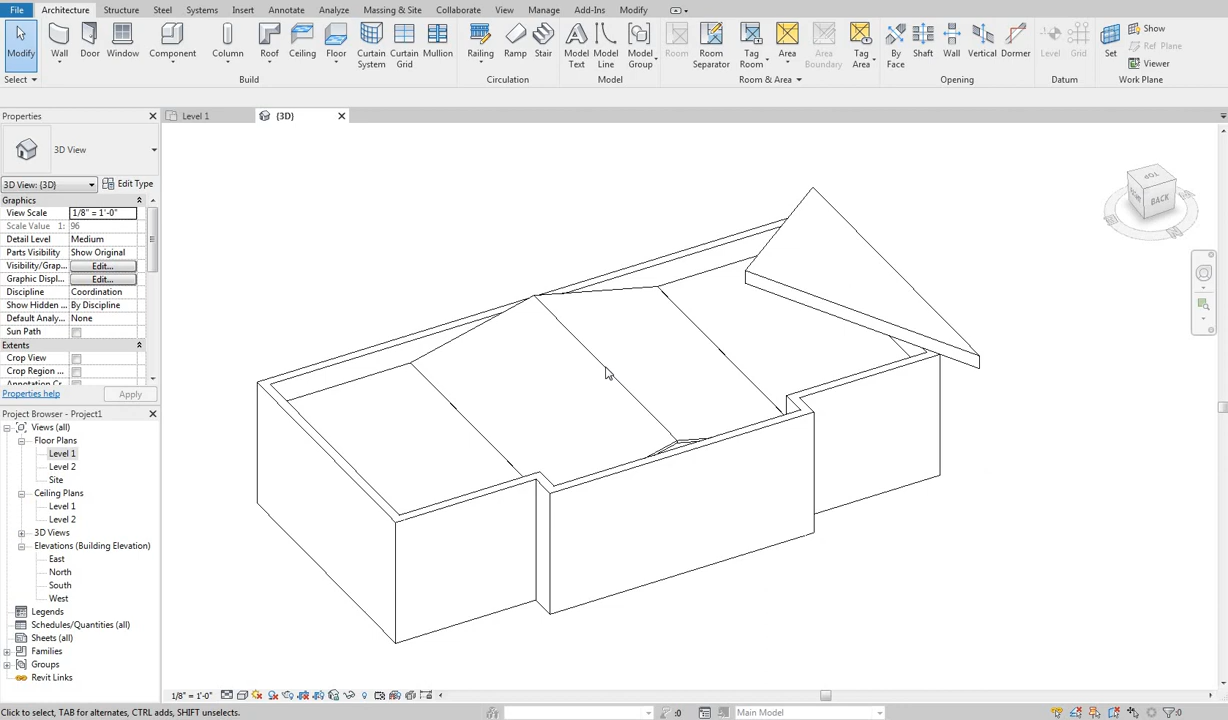 File Architecture Structure Steel Systems Insert Annotate Analyze Massing & Site Collaborate View Manage Add-Ins Modify
Modify Wall Door Window Component Column Roof Ceiling Floor Curtain System Curtain Grid Mullion Railing Ramp Stair Model Text Model Line Model Group Room Room Separator Tag Room Area Area Boundary Tag Area By Face Shaft Wall Vertical Dormer Level Grid Set Show Ref Plane Viewer
Select Build Circulation Model Room & Area Opening Datum Work Plane
Properties
Level 1 {3D}
3D View
3D View: {3D} Edit Type
Graphics
View Scale 1/8" = 1'-0"
Scale Value 1: 96
Detail Level Medium
Parts Visibility Show Original
Visibility/Grap... Edit...
Graphic Displ... Edit...
Discipline Coordination
Show Hidden By Discipline
Default Analy... None
Sun Path
Extents
Crop View
Crop Region
Properties help Apply
Project Browser - Project1
Views (all)
Floor Plans
Level 1
Level 2
Site
Ceiling Plans
Level 1
Level 2
3D Views
Elevations (Building Elevation)
East
North
South
West
Legends
Schedules/Quantities (all)
Sheets (all)
Families
Groups
Revit Links
TOP
BACK
1/8" = 1'-0"
Click to select, TAB for alternates, CTRL adds, SHIFT unselects. :0 Main Model :0